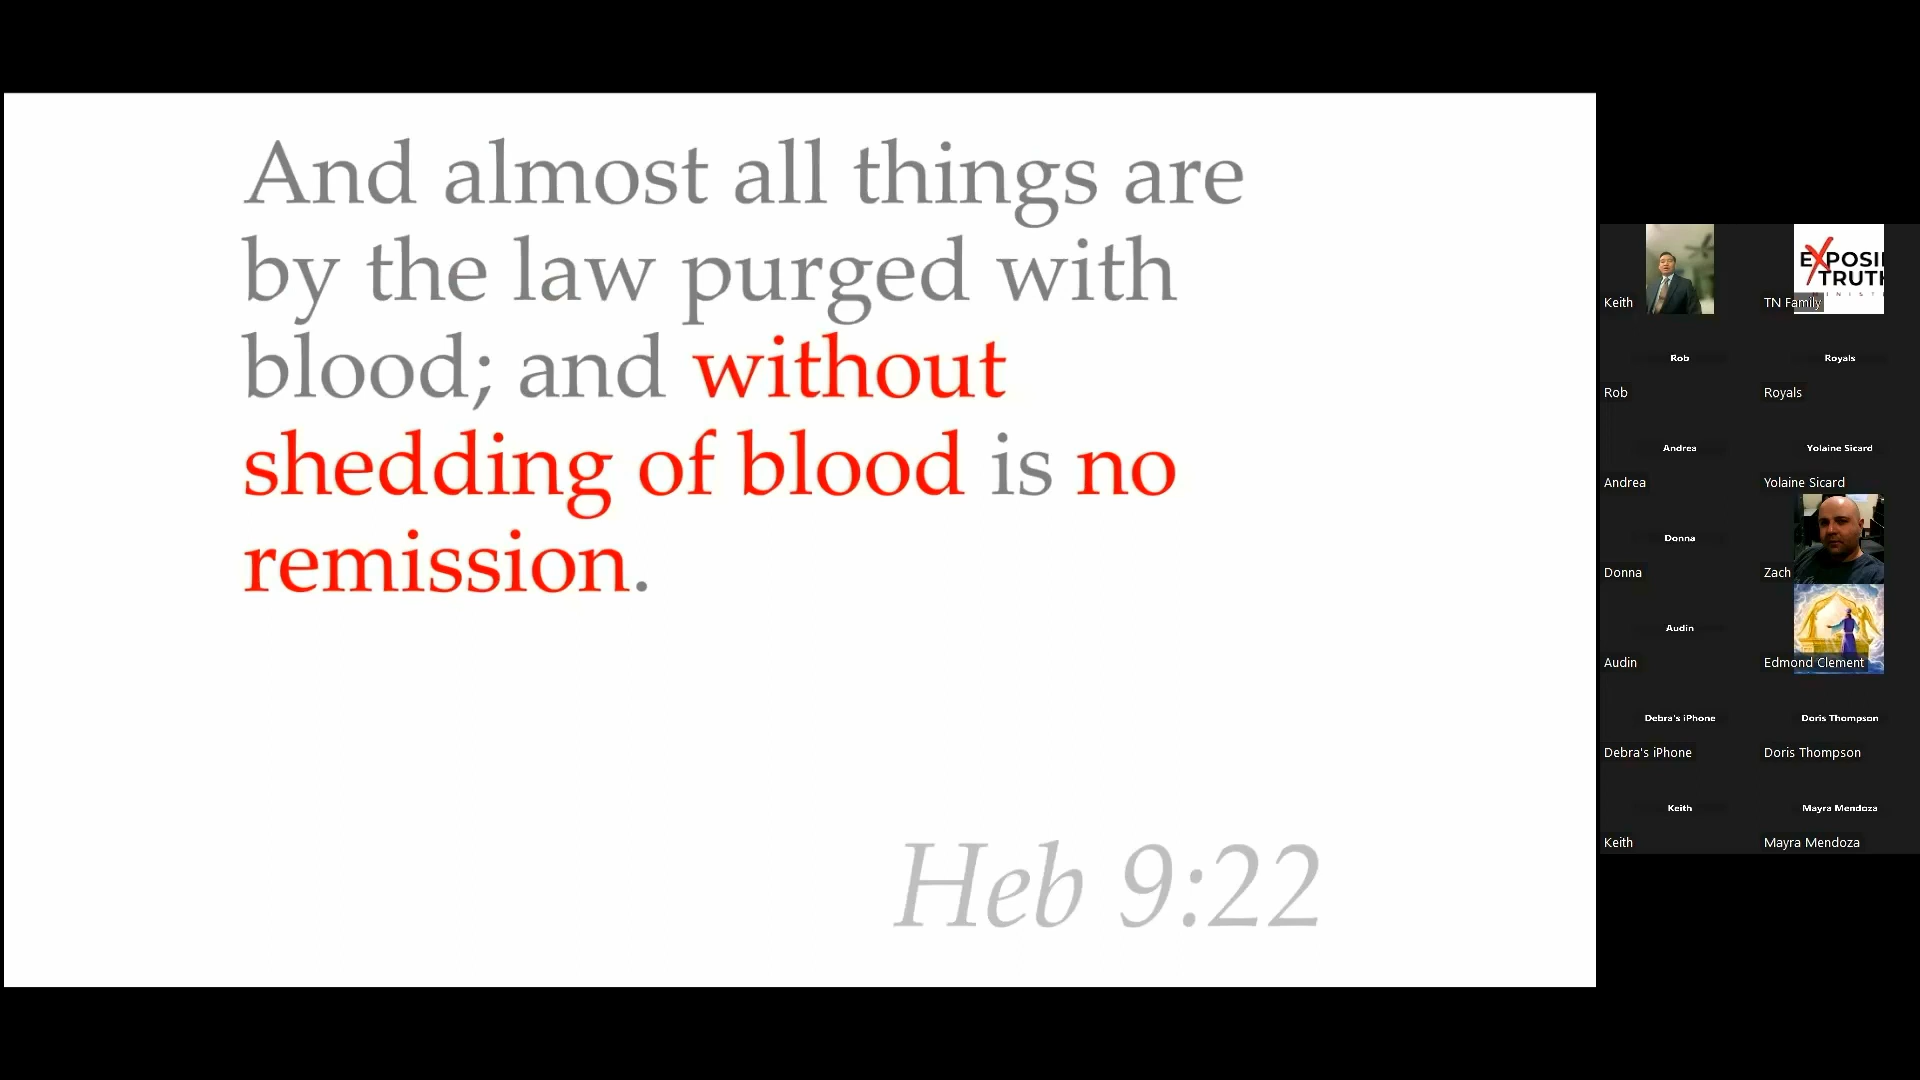 And almost all things are
by the law purged with
blood; and without
shedding of blood is no
remission.
Heb 9:22
Keith
EXPOSI
TRUTH
TN Family
Rob
Rob
Royals
Royals
Andrea
Andrea
Yolaine Sicard
Yolaine Sicard
Donna
Donna
Zach
Audin
Audin
Edmond Clement
Debra's iPhone
Debra's iPhone
Doris Thompson
Doris Thompson
Keith
Keith
Mayra Mendoza
Mayra Mendoza